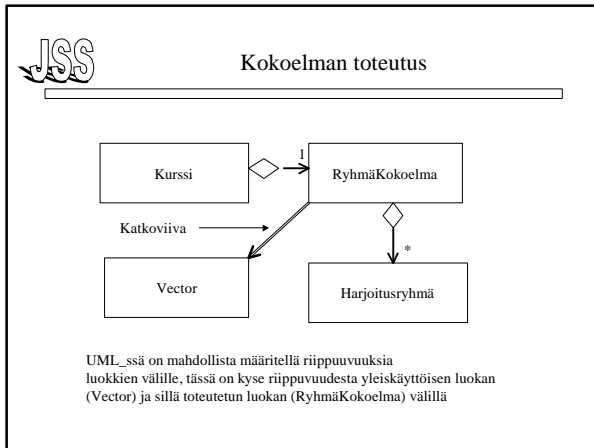 JSS
Kokoelman toteutus
Kurssi
1
RyhmäKokoelma
Katkoviiva
*
Vector
Harjoitusryhmä
UML_ssä on mahdollista määritellä riippuuvuuksia
luokkien välille, tässä on kyse riippuvuudesta yleiskäyttöisen luokan
(Vector) ja sillä toteutetun luokan (RyhmäKokoelma) välillä